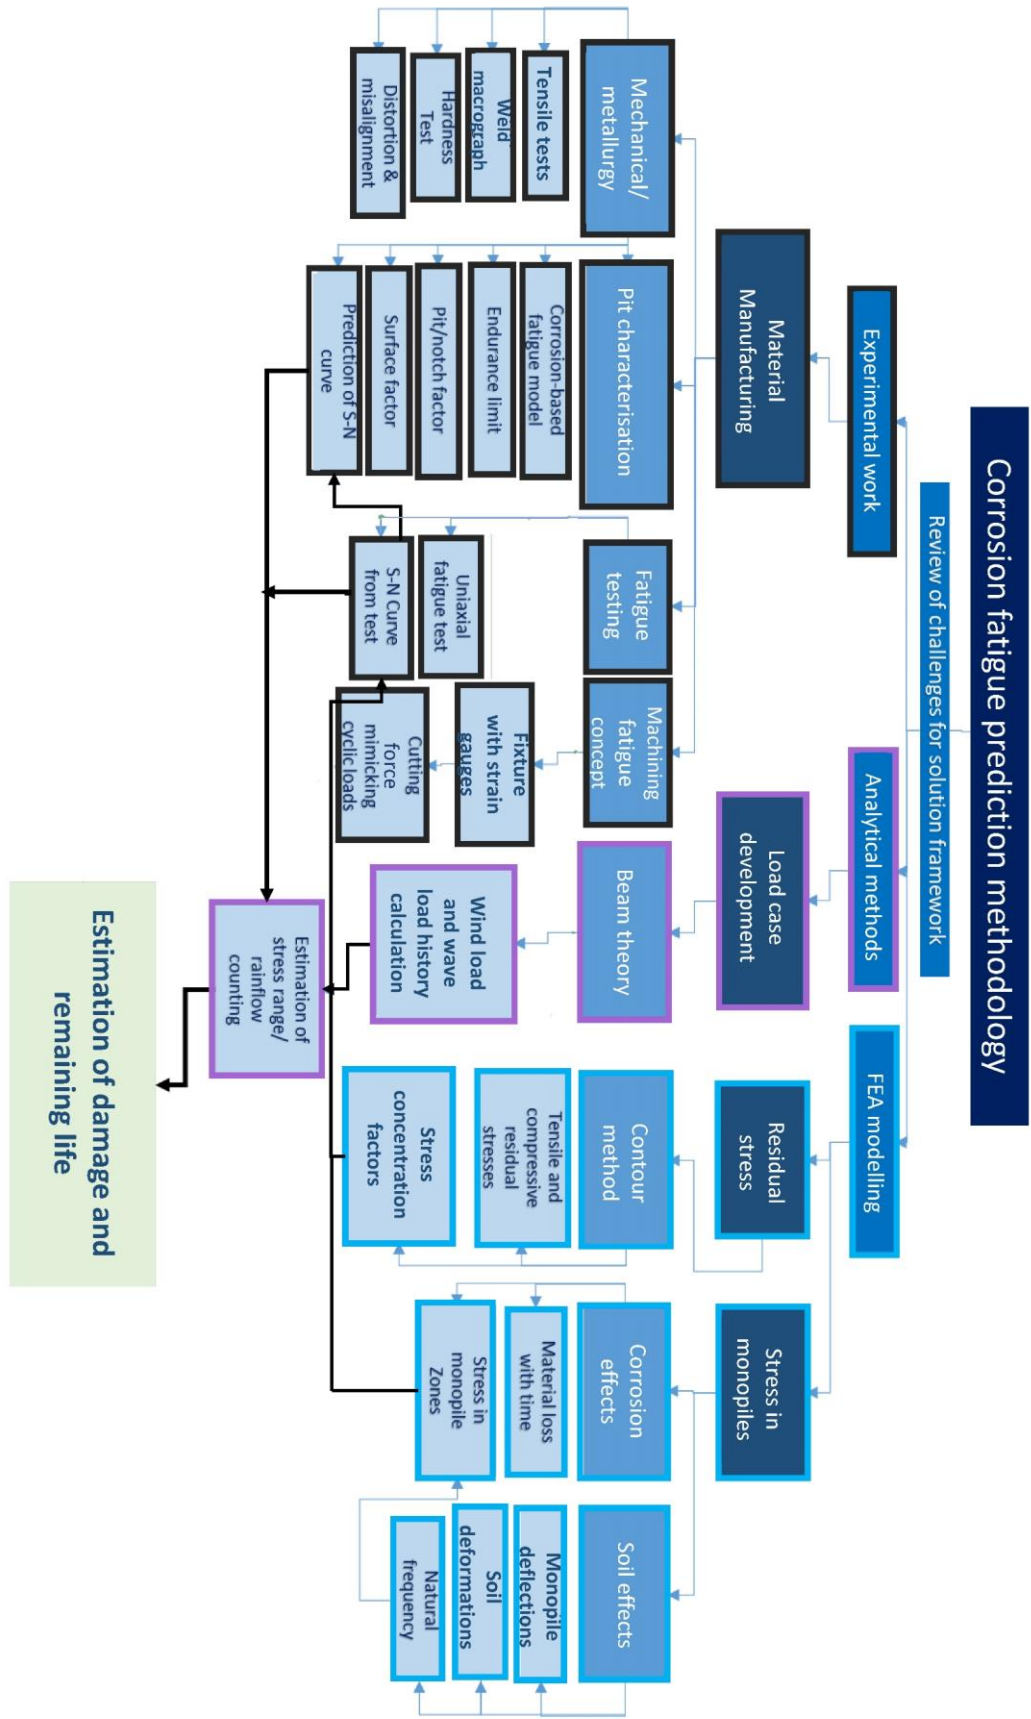 Corrosion fatigue prediction methodology
Review of challenges for solution framework
Experimental work
Analytical methods
FEA modelling
Material
Manufacturing
Load case
development
Residual
stress
Stress in
monopiles
Mechanical/
metallurgy
Pit characterisation
Fatigue
testing
Machining
fatigue
concept
Beam theory
Contour
method
Corrosion
effects
Soil effects
Tensile tests
Weld
macrograph
Hardness
Test
Distortion &
misalignment
Corrosion-based
fatigue model
Endurance limit
Pit/notch factor
Surface factor
Prediction of S-N
curve
Uniaxial
fatigue test
S-N Curve
from test
Fixture
with strain
gauges
Cutting
force
mimicking
cyclic loads
Wind load
and wave
load history
calculation
Tensile and
compressive
residual
stresses
Stress
concentration
factors
Material loss
with time
Stress in
monopile
Zones
Monopile
deflections
Soil
deformations
Natural
frequency
Estimation of
stress range/
rainflow
counting
Estimation of damage and
remaining life